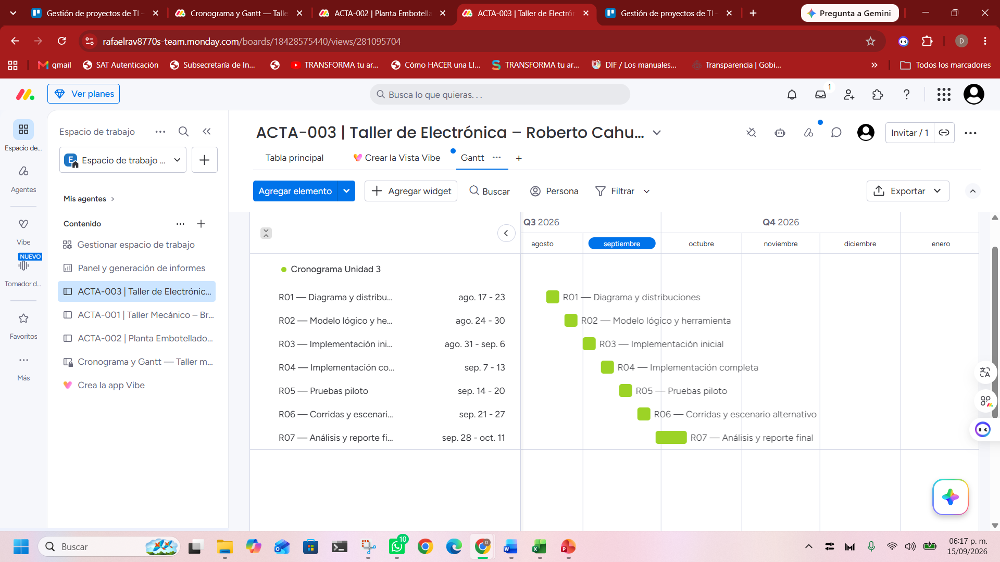 Gestión de proyectos de TI -
Cronograma y Gantt — Talle
ACTA-002 | Planta Embotella
ACTA-003 | Taller de Electró
Gestión de proyectos de TI -
Pregunta a Gemini
rafaelrav8770s-team.monday.com/boards/18428575440/views/281095704
D
gmail
SAT Autenticación
Subsecretaría de In...
TRANSFORMA tu ar...
Cómo HACER una LI...
TRANSFORMA tu ar...
DIF / Los manuales...
Transparencia | Gobi...
»
Todos los marcadores
Ver planes
Busca lo que quieras. . .
1
Espacio de...
Agentes
Vibe
NUEVO
Tomador d...
Favoritos
Más
Espacio de trabajo
E
Espacio de trabajo ...
Mis agentes
Contenido
Gestionar espacio de trabajo
Panel y generación de informes
ACTA-003 | Taller de Electrónic...
ACTA-001 | Taller Mecánico – Br...
ACTA-002 | Planta Embotellado...
Cronograma y Gantt — Taller m...
Crea la app Vibe
ACTA-003 | Taller de Electrónica – Roberto Cahu...
Invitar / 1
Tabla principal
Crear la Vista Vibe
Gantt
Agregar elemento
Agregar widget
Buscar
Persona
Filtrar
Exportar
Q3 2026
Q4 2026
agosto
septiembre
octubre
noviembre
diciembre
enero
Cronograma Unidad 3
R01 — Diagrama y distribu... ago. 17 - 23 R01 — Diagrama y distribuciones
R02 — Modelo lógico y he... ago. 24 - 30 R02 — Modelo lógico y herramienta
R03 — Implementación ini... ago. 31 - sep. 6 R03 — Implementación inicial
R04 — Implementación co... sep. 7 - 13 R04 — Implementación completa
R05 — Pruebas piloto sep. 14 - 20 R05 — Pruebas piloto
R06 — Corridas y escenari... sep. 21 - 27 R06 — Corridas y escenario alternativo
R07 — Análisis y reporte fi... sep. 28 - oct. 11 R07 — Análisis y reporte final
Buscar
10
06:17 p. m.
15/09/2026